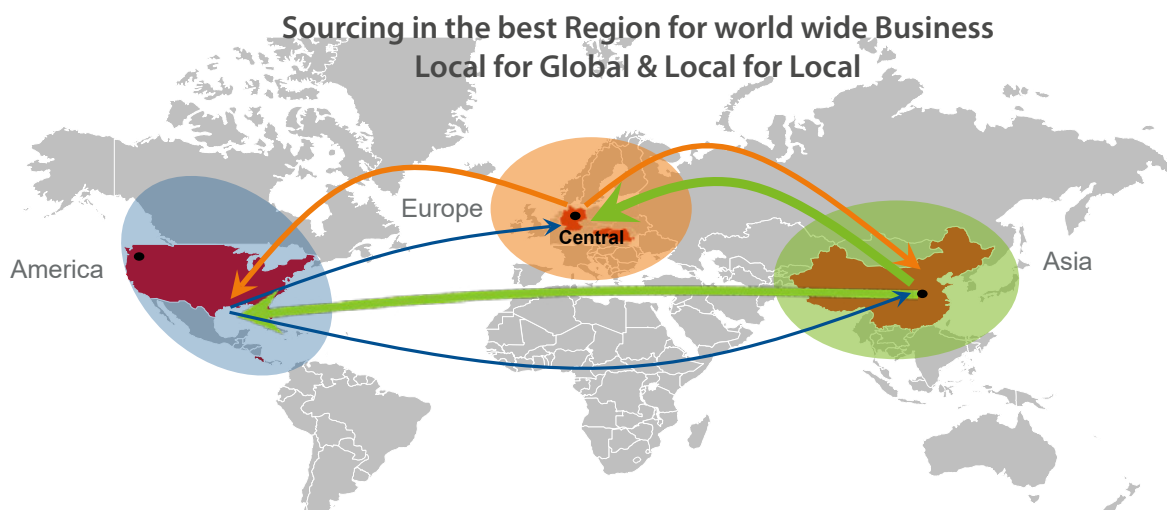 Sourcing in the best Region for world wide Business
Local for Global & Local for Local
Europe
Central
America
Asia